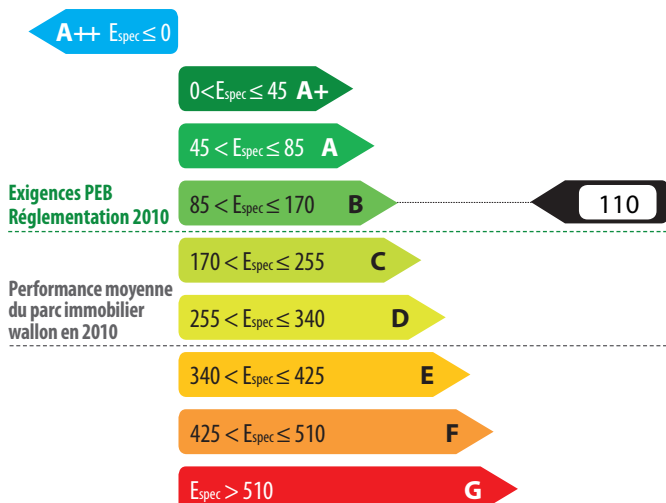 A++ Espec ≤ 0
0<Espec ≤ 45 A+
45 < Espec ≤ 85 A
Exigences PEB
Réglementation 2010
85 < Espec ≤ 170 B
110
170 < Espec ≤ 255 C
Performance moyenne
du parc immobilier
wallon en 2010
255 < Espec ≤ 340 D
340 < Espec ≤ 425 E
425 < Espec ≤ 510 F
Espec > 510 G